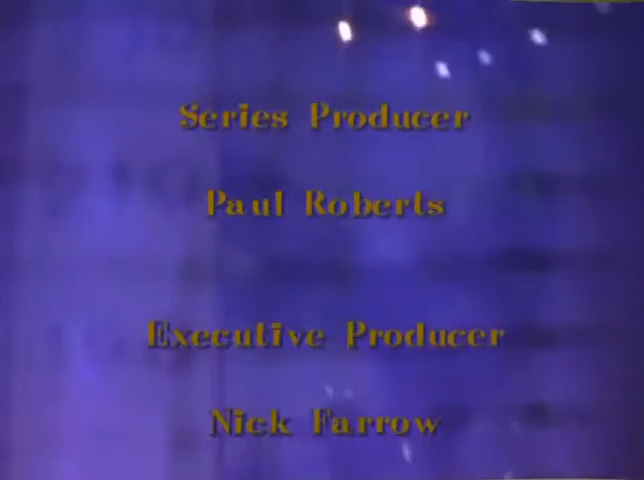 Series Producer
Paul Roberts
Executive Producer
Nick Farrow